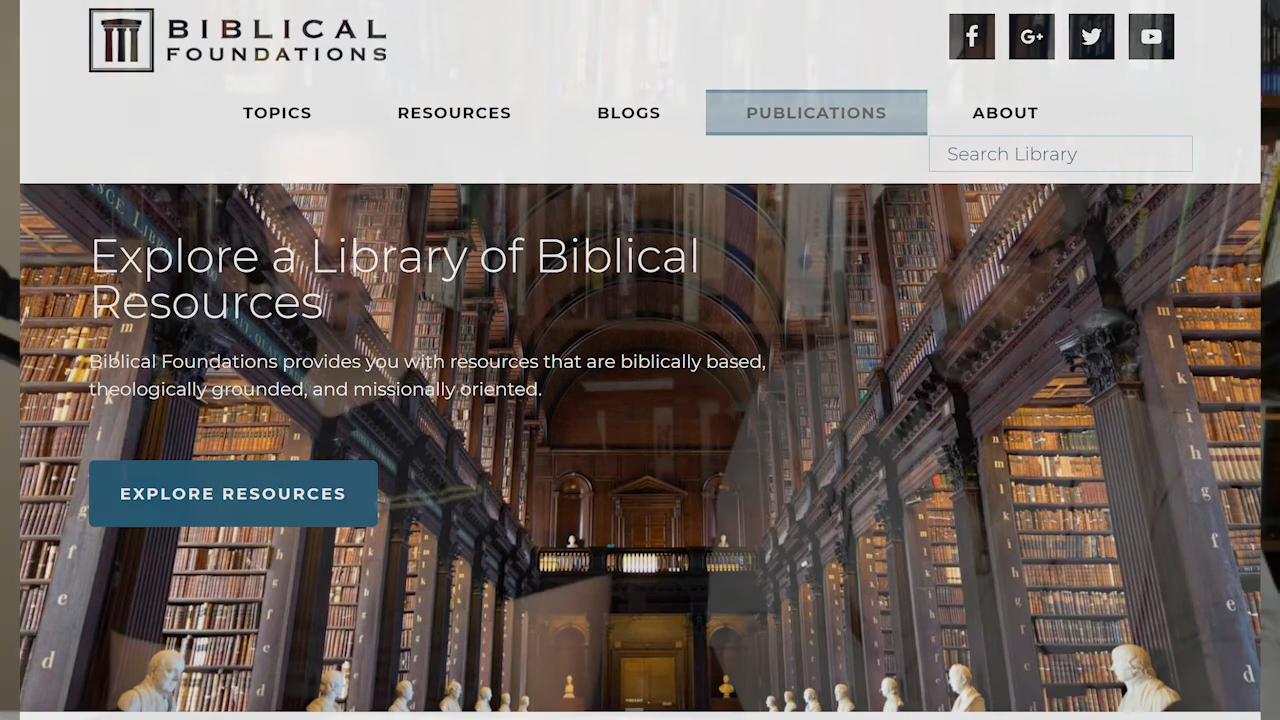 BIBLICAL
FOUNDATIONS
TOPICS
RESOURCES
BLOGS
PUBLICATIONS
ABOUT
Search Library
Explore a Library of Biblical
Resources
Biblical Foundations provides you with resources that are biblically based,
theologically grounded, and missionally oriented.
EXPLORE RESOURCES